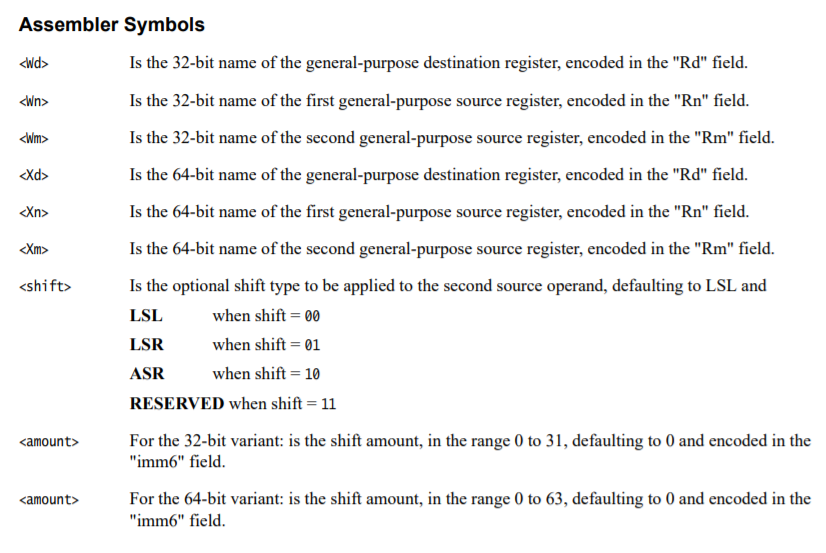 Assembler Symbols
<Wd> Is the 32-bit name of the general-purpose destination register, encoded in the "Rd" field.
<Wn> Is the 32-bit name of the first general-purpose source register, encoded in the "Rn" field.
<Wm> Is the 32-bit name of the second general-purpose source register, encoded in the "Rm" field.
<Xd> Is the 64-bit name of the general-purpose destination register, encoded in the "Rd" field.
<Xn> Is the 64-bit name of the first general-purpose source register, encoded in the "Rn" field.
<Xm> Is the 64-bit name of the second general-purpose source register, encoded in the "Rm" field.
<shift> Is the optional shift type to be applied to the second source operand, defaulting to LSL and
LSL when shift = 00
LSR when shift = 01
ASR when shift = 10
RESERVED when shift = 11
<amount> For the 32-bit variant: is the shift amount, in the range 0 to 31, defaulting to 0 and encoded in the
"imm6" field.
<amount> For the 64-bit variant: is the shift amount, in the range 0 to 63, defaulting to 0 and encoded in the
"imm6" field.